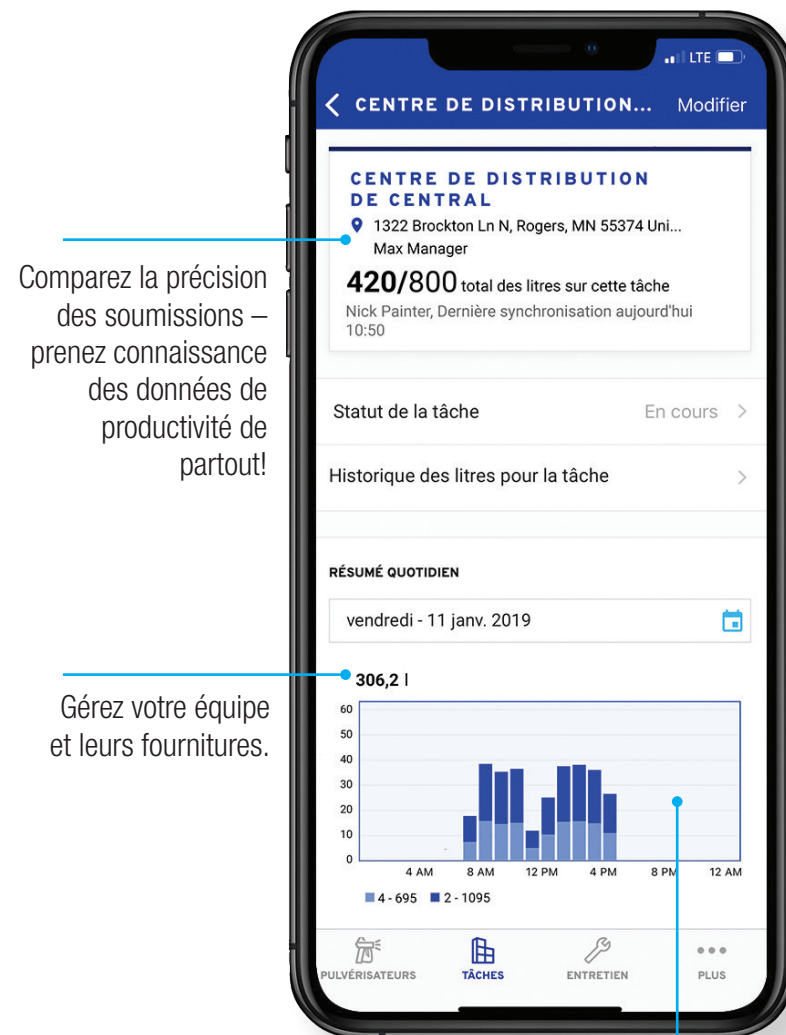 LTE
CENTRE DE DISTRIBUTION... Modifier
CENTRE DE DISTRIBUTION
DE CENTRAL
1322 Brockton Ln N, Rogers, MN 55374 Uni...
Max Manager
420/800 total des litres sur cette tâche
Nick Painter, Dernière synchronisation aujourd'hui
10:50
Comparez la précision
des soumissions –
prenez connaissance
des données de
productivité de
partout!
Statut de la tâche En cours
Historique des litres pour la tâche
RÉSUMÉ QUOTIDIEN
vendredi - 11 janv. 2019
306,2 l
Gérez votre équipe
et leurs fournitures.
60
50
40
30
20
10
0
4 AM 8 AM 12 PM 4 PM 8 PM 12 AM
4 - 695 2 - 1095
PULVÉRISATEURS TÂCHES ENTRETIEN PLUS